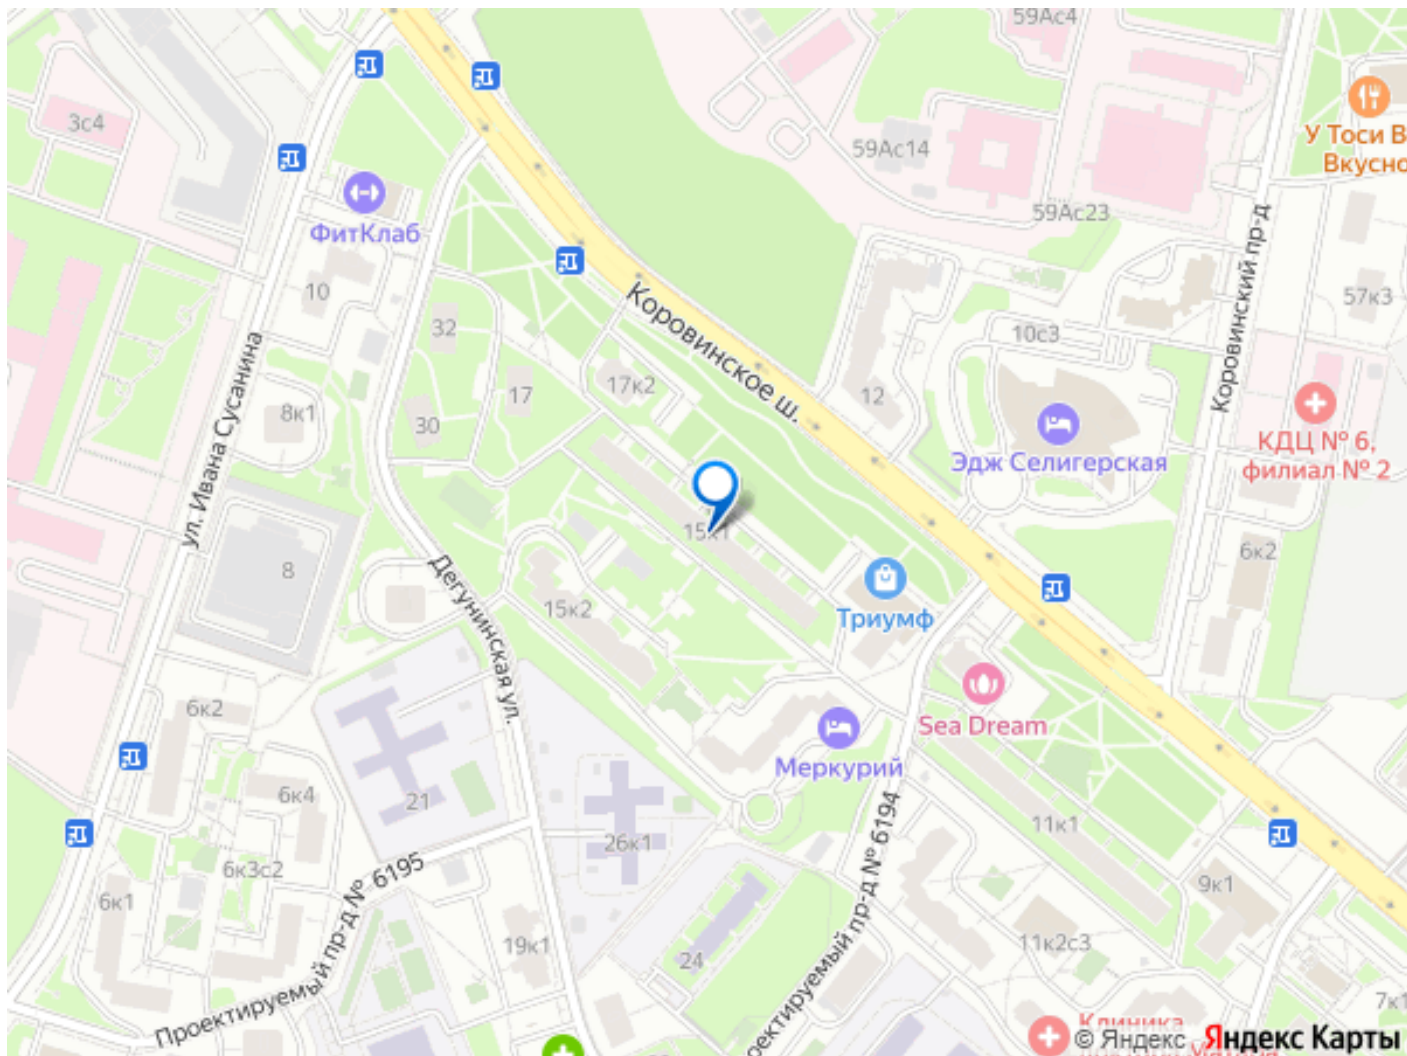 59Ас4
У Тоси В
Вкусно
3с4
59Ас14
59Ас23
ФитКлаб
Коровинский пр-д
10
57к3
32
Коровинское ш.
10с3
17к2
17
12
8к1
30
ул. Ивана Сусанина
Эдж Селигерская
КДЦ № 6,
филиал № 2
15к1
6к2
8
Дегунинская ул.
15к2
Триумф
6к2
Sea Dream
Меркурий
6к4
21
11к1
26к1
Проектируемый пр-д № 6194
6к3с2
Проектируемый пр-д № 6195
9к1
6к1
19к1
11к2с3
24
7к1
Клиника
© Яндекс Яндекс Карты